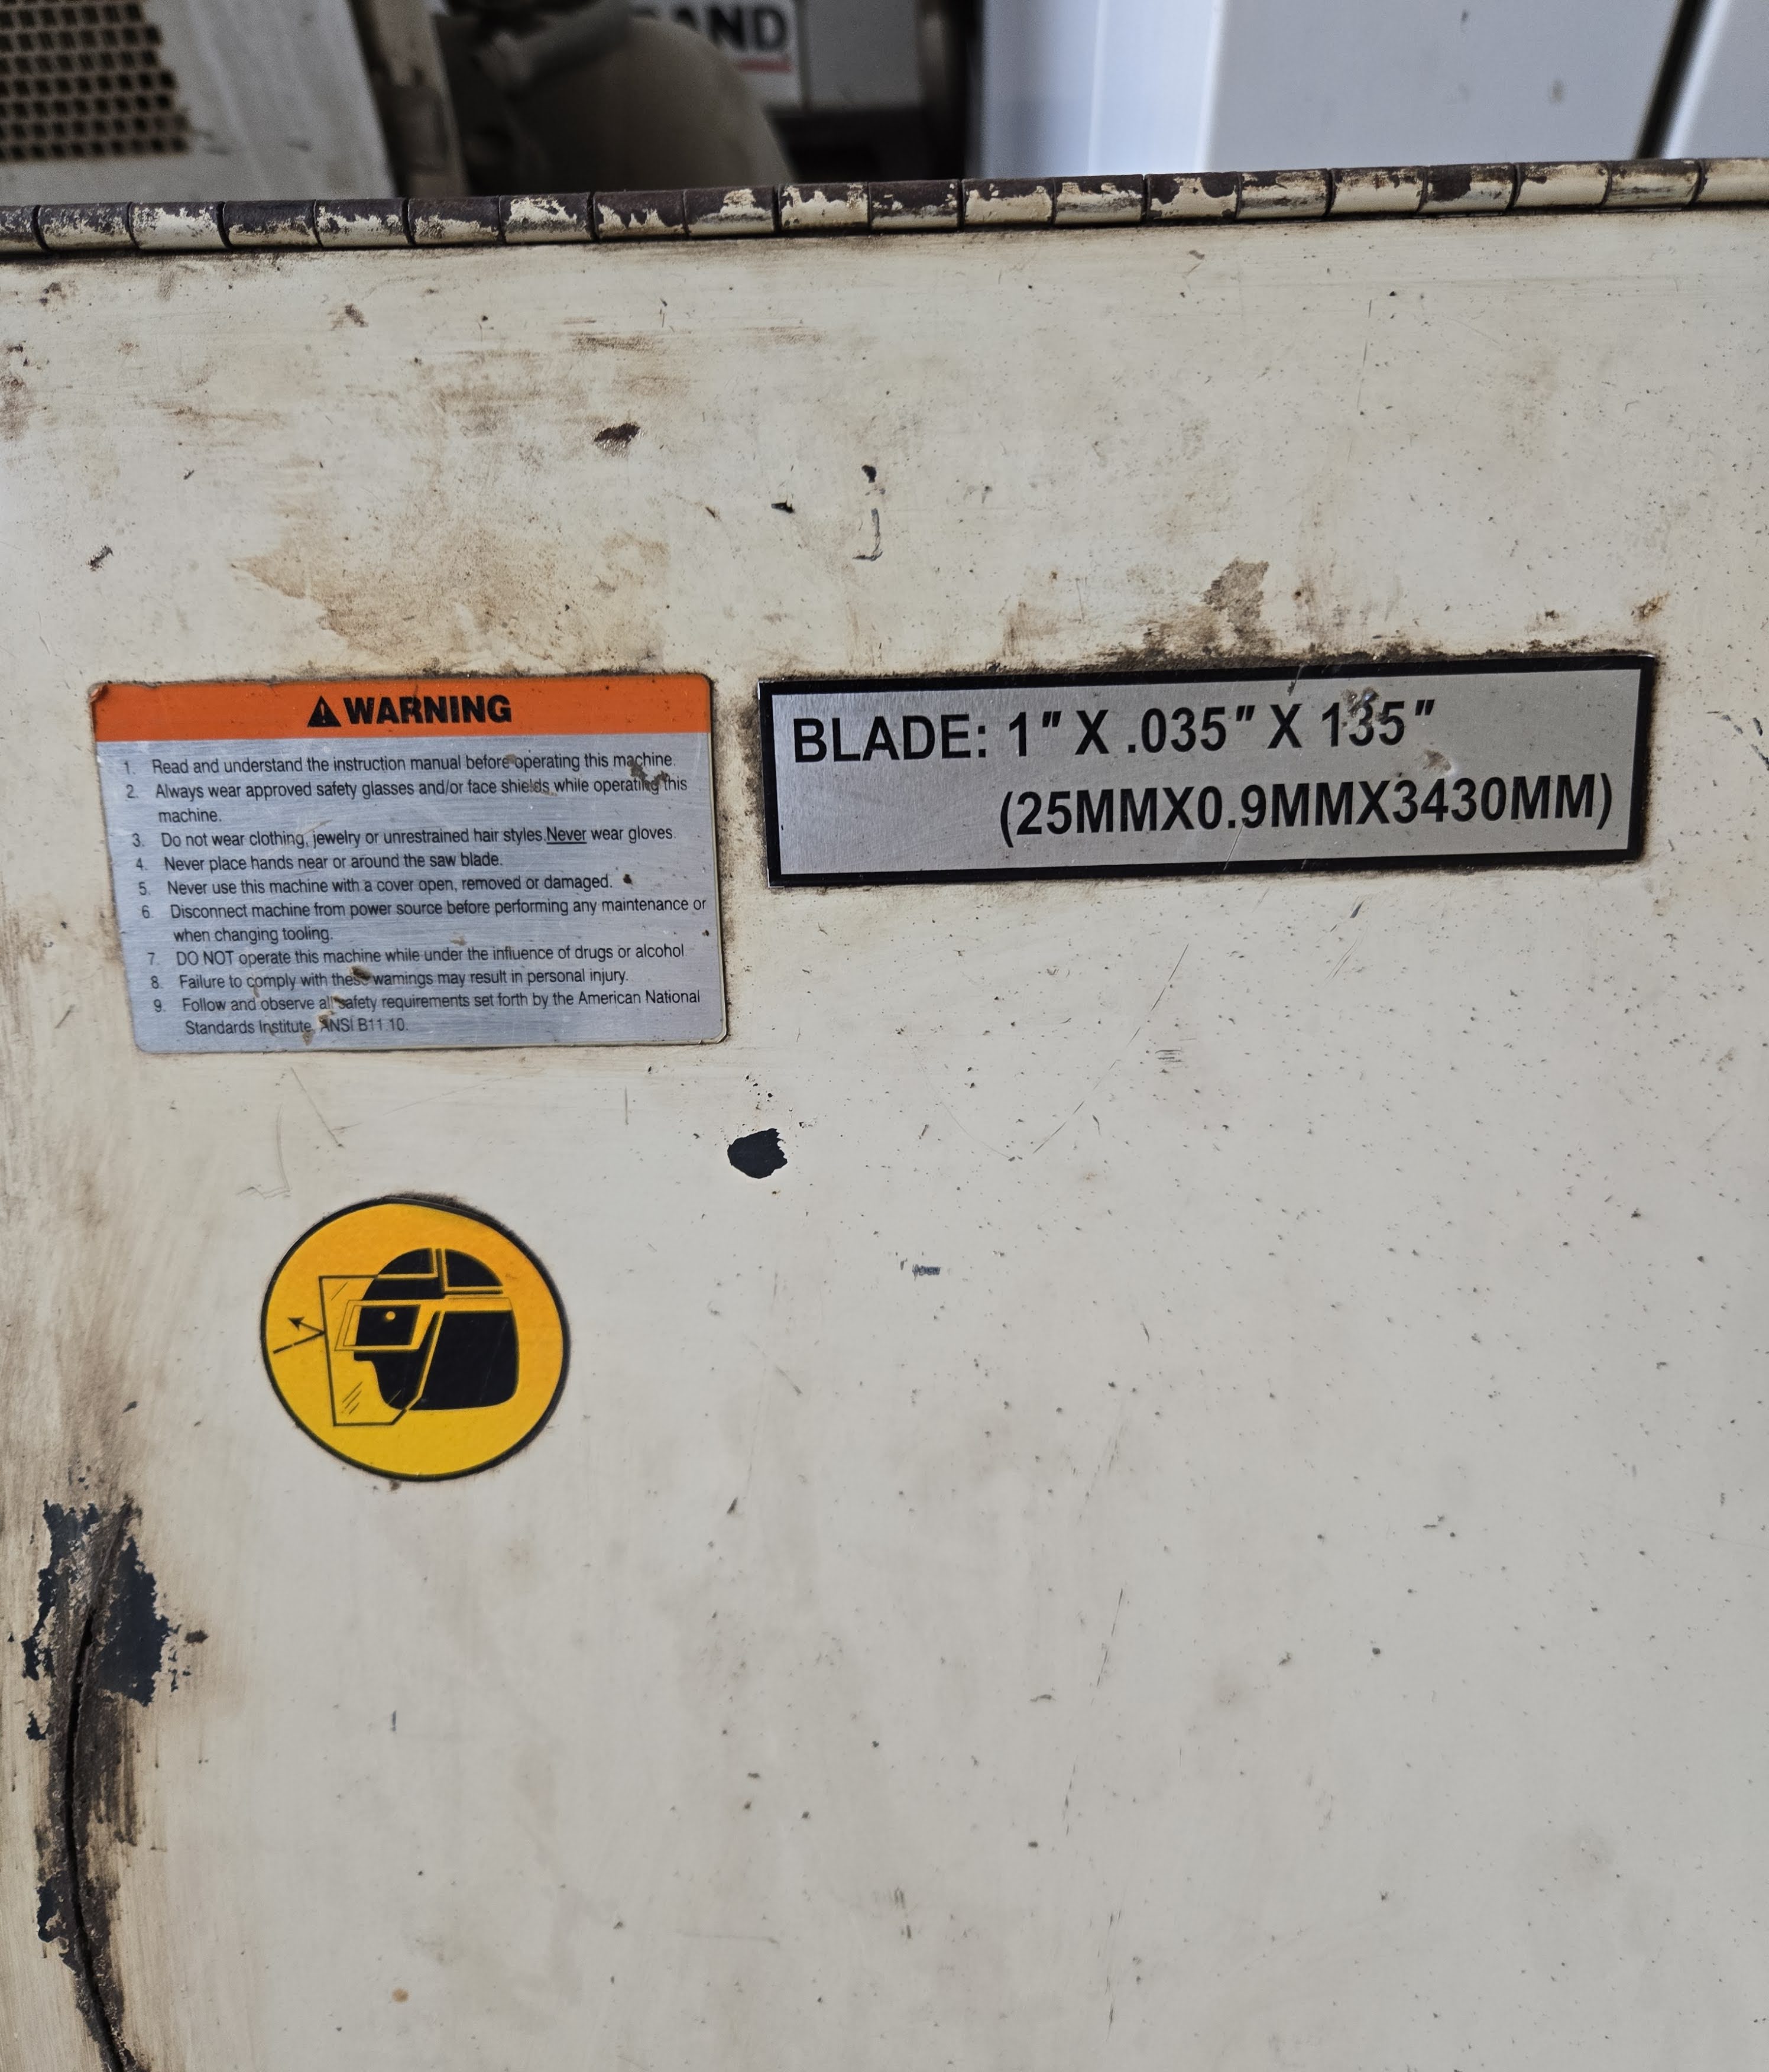 AND
WARNING
1. Read and understand the instruction manual before operating this machine.
2. Always wear approved safety glasses and/or face shields while operating this
machine.
3. Do not wear clothing, jewelry or unrestrained hair styles.Never wear gloves.
4. Never place hands near or around the saw blade.
5. Never use this machine with a cover open, removed or damaged.
6. Disconnect machine from power source before performing any maintenance or
when changing tooling.
7. DO NOT operate this machine while under the influence of drugs or alcohol
8. Failure to comply with these warnings may result in personal injury.
9. Follow and observe all safety requirements set forth by the American National
Standards Institute, ANSI B11.10.
BLADE: 1" X .035" X 135"
(25MMX0.9MMX3430MM)